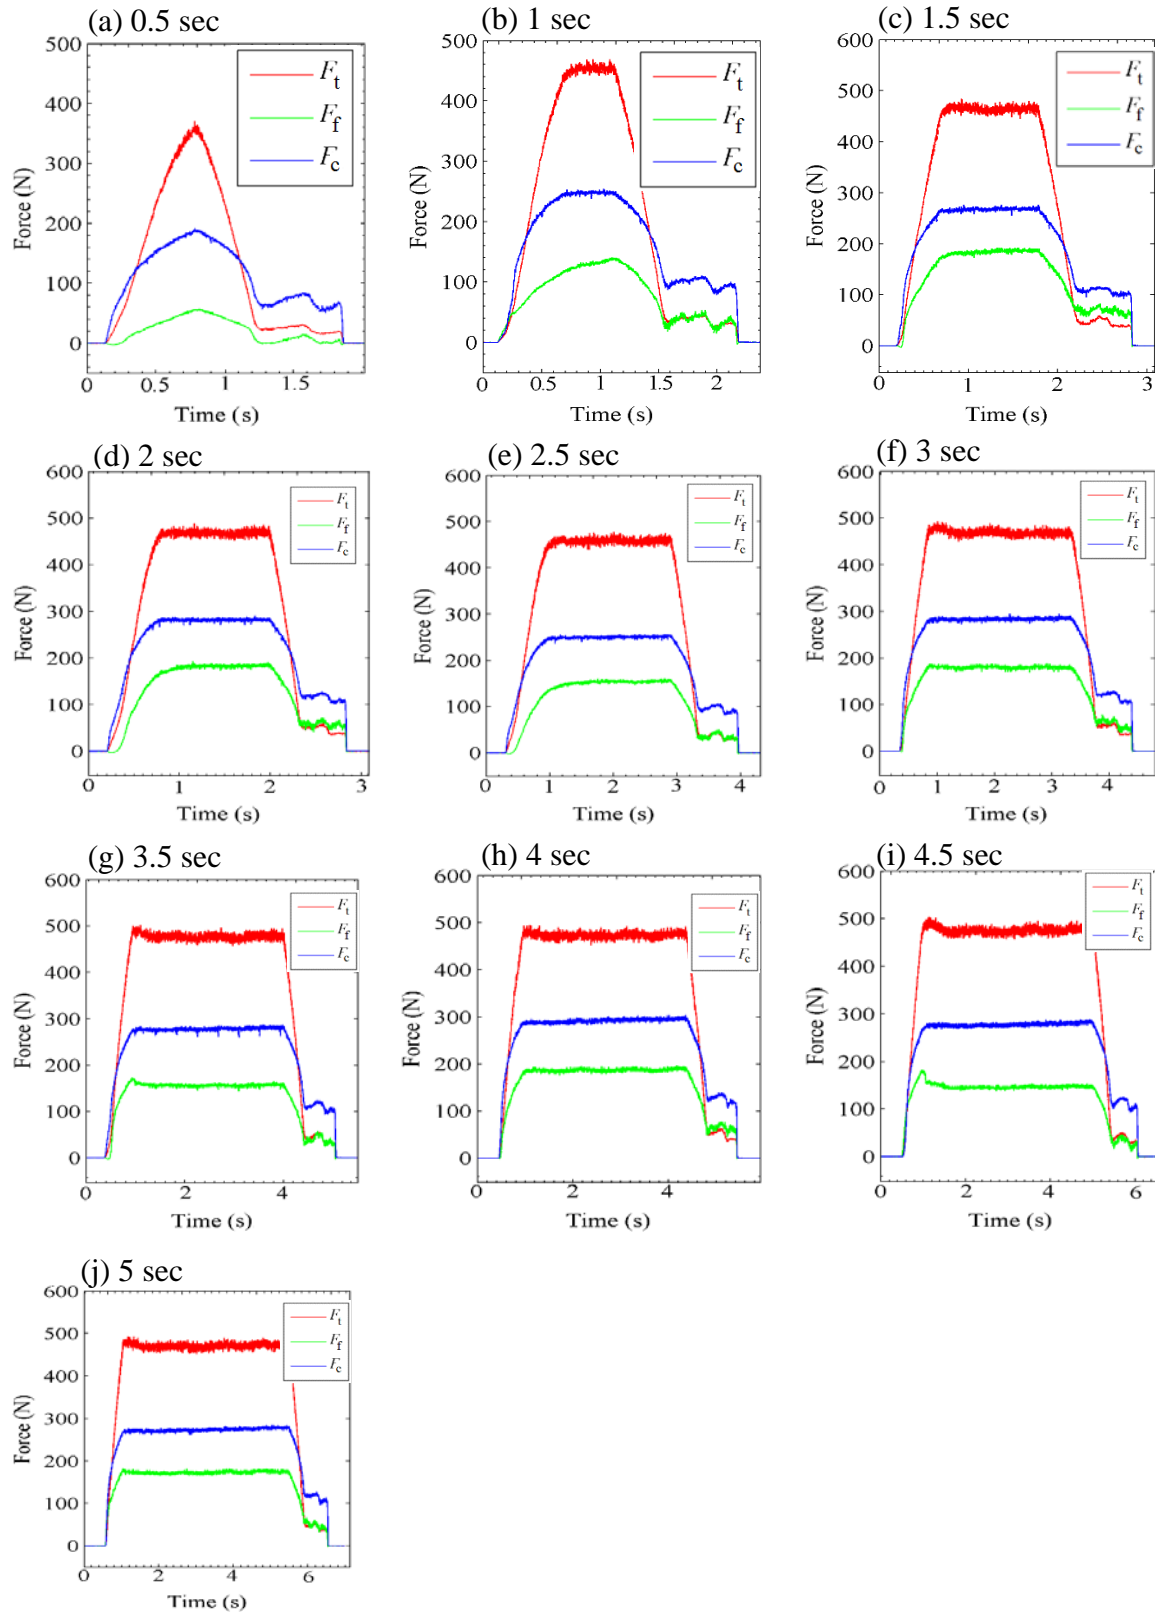 (a) 0.5 sec
500
400
300
200
100
0
Force (N)
0 0.5 1 1.5
Time (s)
Ft
Ff
Fc
(b) 1 sec
500
400
300
200
100
0
Force (N)
0 0.5 1 1.5 2
Time (s)
Ft
Ff
Fc
(c) 1.5 sec
600
500
400
300
200
100
0
Force (N)
0 1 2 3
Time (s)
Ft
Ff
Fc
(d) 2 sec
600
500
400
300
200
100
0
Force (N)
0 1 2 3
Time (s)
Ft
Ff
Fc
(e) 2.5 sec
600
500
400
300
200
100
0
Force (N)
0 1 2 3 4
Time (s)
Ft
Ff
Fc
(f) 3 sec
600
500
400
300
200
100
0
Force (N)
0 1 2 3 4
Time (s)
Ft
Ff
Fc
(g) 3.5 sec
600
500
400
300
200
100
0
Force (N)
0 2 4
Time (s)
Ft
Ff
Fc
(h) 4 sec
600
500
400
300
200
100
0
Force (N)
0 2 4
Time (s)
Ft
Ff
Fc
(i) 4.5 sec
600
500
400
300
200
100
0
Force (N)
0 2 4 6
Time (s)
Ft
Ff
Fc
(j) 5 sec
600
500
400
300
200
100
0
Force (N)
0 2 4 6
Time (s)
Ft
Ff
Fc